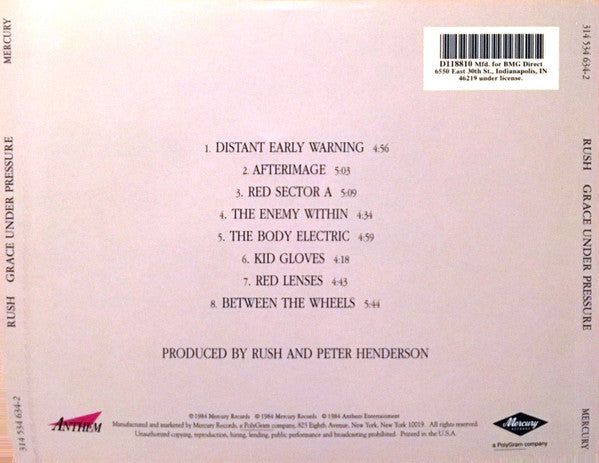 MERCURY
RUSH GRACE UNDER PRESSURE
314 534 634-2
D118810 Mfd. for BMG Direct
6550 East 30th St., Indianapolis, IN
46219 under license.
1. DISTANT EARLY WARNING 4:56
2. AFTERIMAGE 5:03
3. RED SECTOR A 5:09
4. THE ENEMY WITHIN 4:34
5. THE BODY ELECTRIC 4:59
6. KID GLOVES 4:18
7. RED LENSES 4:43
8. BETWEEN THE WHEELS 5:44
PRODUCED BY RUSH AND PETER HENDERSON
ANTHEM
℗ 1984 Mercury Records © 1984 Mercury Records © 1984 Anthem Entertainment
Manufactured and marketed by Mercury Records, a PolyGram company, 825 Eighth Avenue, New York, New York 10019. All rights reserved.
Unauthorized copying, reproduction, hiring, lending, public performance and broadcasting prohibited. Printed in the U.S.A.
Mercury
RECORDS
a PolyGram company
314 534 634-2
RUSH GRACE UNDER PRESSURE
MERCURY